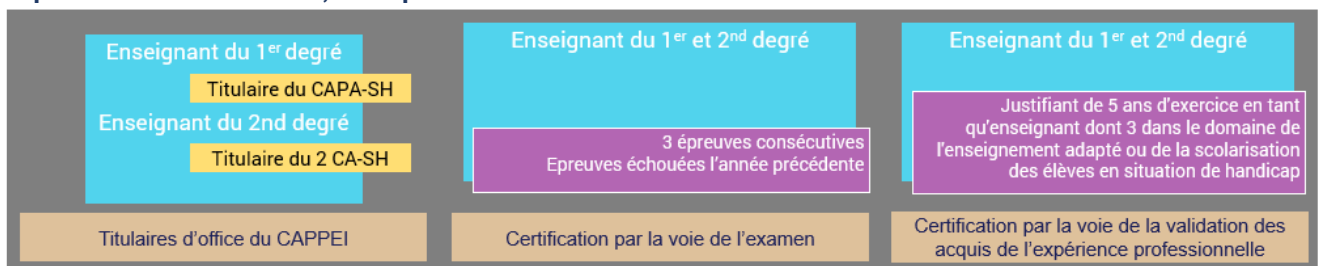 Enseignant du 1er degré
Titulaire du CAPA-SH
Enseignant du 2nd degré
Titulaire du 2 CA-SH
Titulaires d'office du CAPPEI
Enseignant du 1er et 2nd degré
3 épreuves consécutives
Epreuves échouées l'année précédente
Certification par la voie de l'examen
Enseignant du 1er et 2nd degré
Justifiant de 5 ans d'exercice en tant
qu'enseignant dont 3 dans le domaine de
l'enseignement adapté ou de la scolarisation
des élèves en situation de handicap
Certification par la voie de la validation des
acquis de l'expérience professionnelle